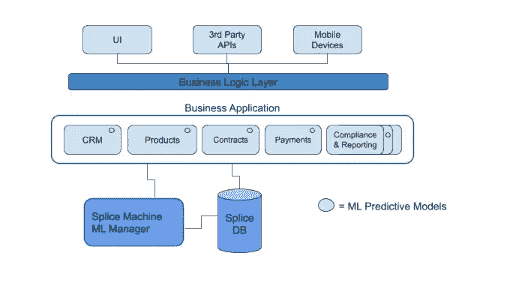 UI
3rd Party
APIs
Mobile
Devices
Business Logic Layer
Business Application
CRM
Products
Contracts
Payments
Compliance
& Reporting
Splice Machine
ML Manager
Splice
DB
= ML Predictive Models